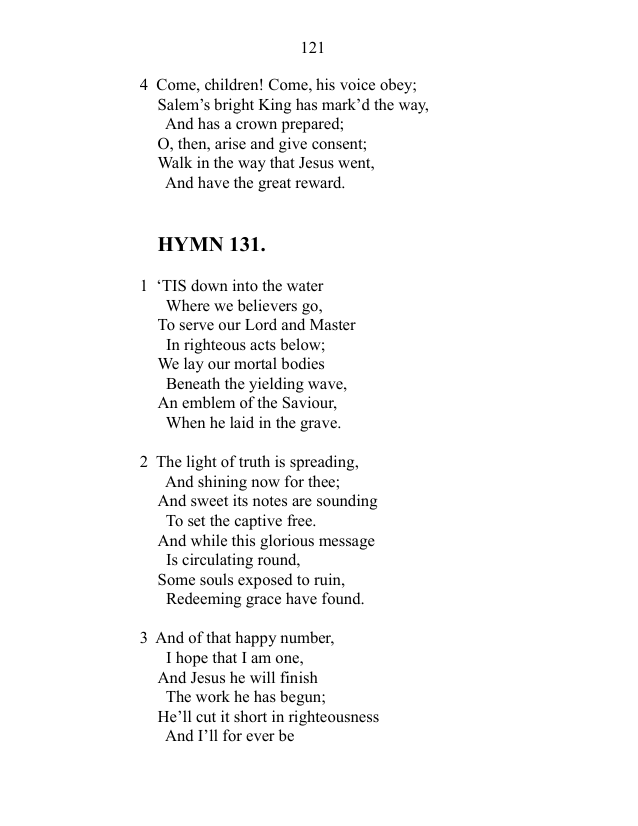 121
4 Come, children! Come, his voice obey;
Salem’s bright King has mark’d the way,
And has a crown prepared;
O, then, arise and give consent;
Walk in the way that Jesus went,
And have the great reward.
HYMN 131.
1 ‘TIS down into the water
Where we believers go,
To serve our Lord and Master
In righteous acts below;
We lay our mortal bodies
Beneath the yielding wave,
An emblem of the Saviour,
When he laid in the grave.
2 The light of truth is spreading,
And shining now for thee;
And sweet its notes are sounding
To set the captive free.
And while this glorious message
Is circulating round,
Some souls exposed to ruin,
Redeeming grace have found.
3 And of that happy number,
I hope that I am one,
And Jesus he will finish
The work he has begun;
He’ll cut it short in righteousness
And I’ll for ever be